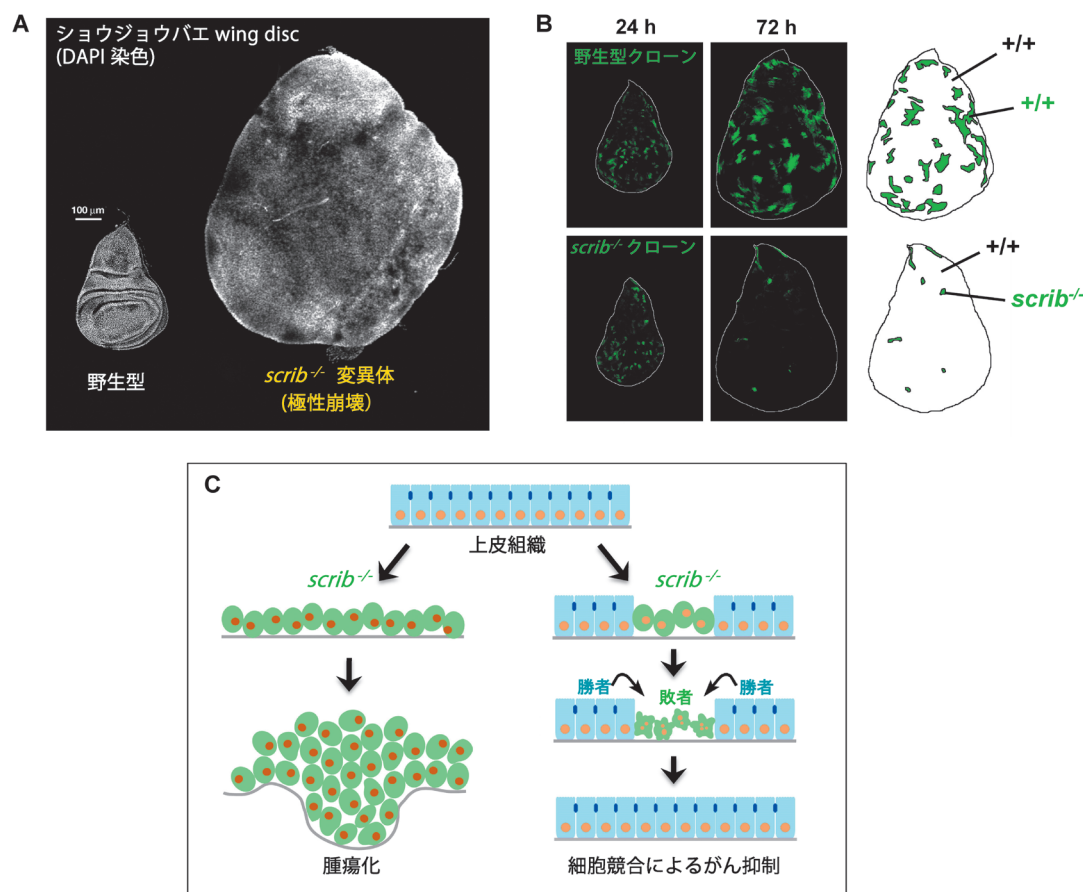 A
ショウジョウバエ wing disc
(DAPI 染色)
100 μm
野生型
scrib-/- 変異体
(極性崩壊)
B
24 h
72 h
野生型クローン
+/+
+/+
scrib-/- クローン
+/+
scrib-/-
C
上皮組織
scrib-/-
scrib-/-
勝者
敗者
勝者
腫瘍化
細胞競合によるがん抑制